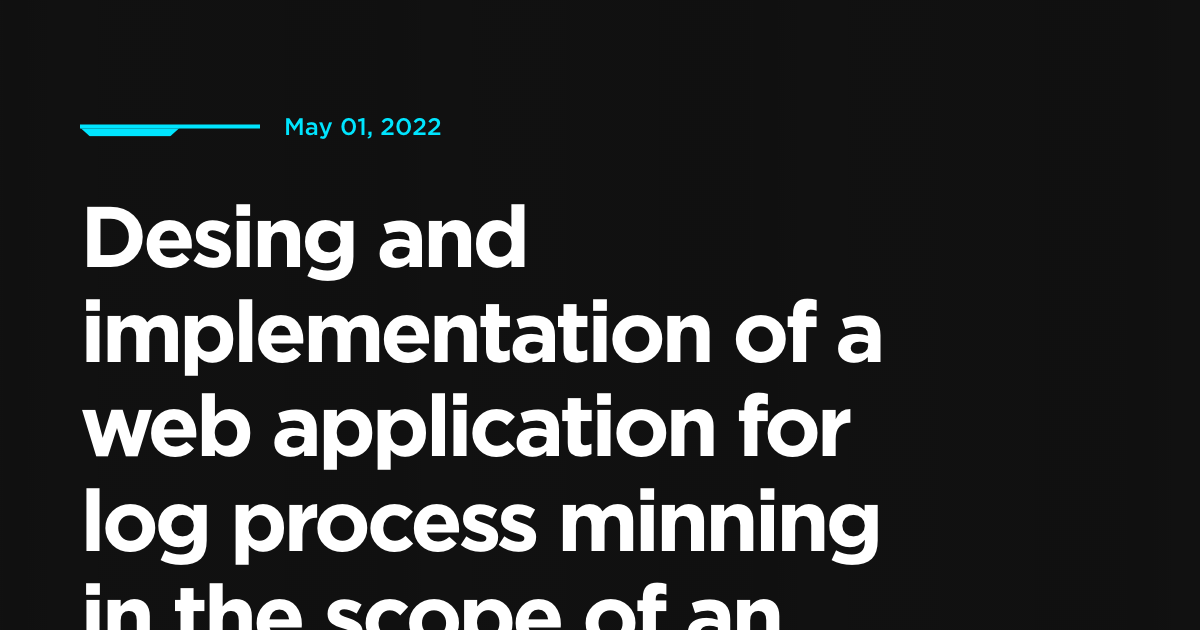 May 01, 2022
Desing and
implementation of a
web application for
log process minning
in the scope of an